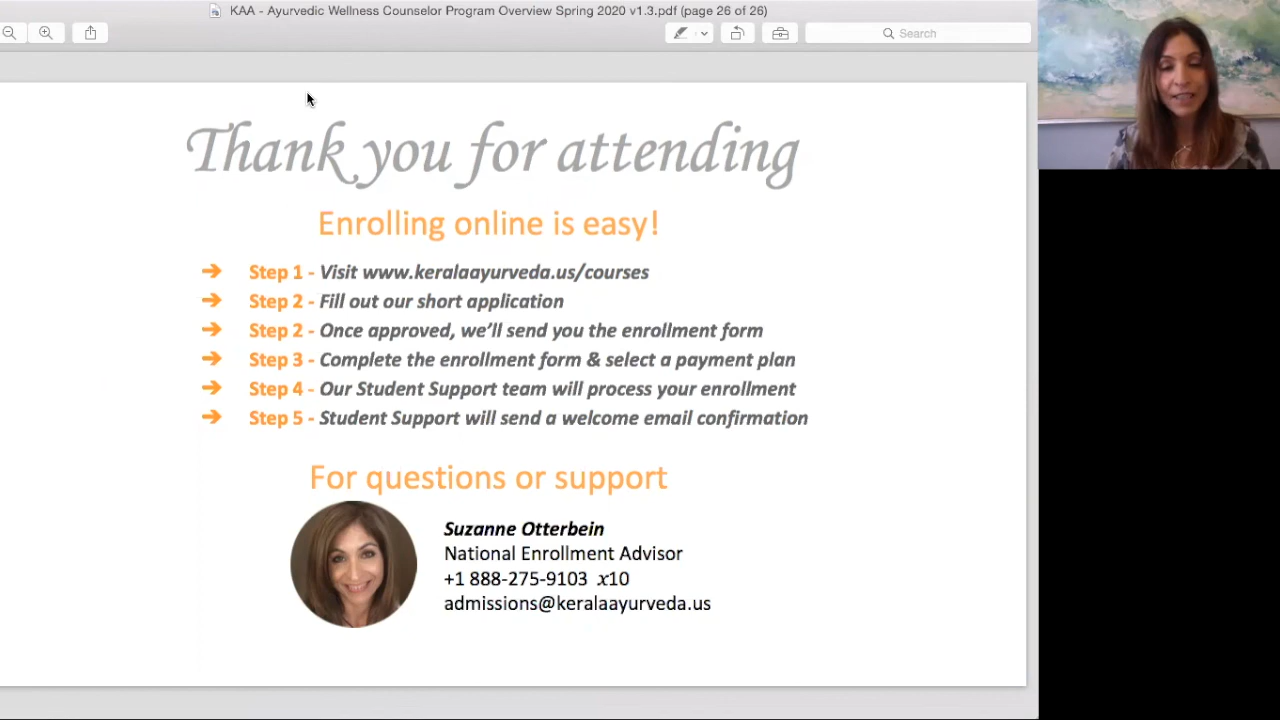 KAA - Ayurvedic Wellness Counselor Program Overview Spring 2020 v1.3.pdf (page 26 of 26)
Search
Thank you for attending
Enrolling online is easy!
➔ Step 1 - Visit www.keralaayurveda.us/courses
➔ Step 2 - Fill out our short application
➔ Step 2 - Once approved, we’ll send you the enrollment form
➔ Step 3 - Complete the enrollment form & select a payment plan
➔ Step 4 - Our Student Support team will process your enrollment
➔ Step 5 - Student Support will send a welcome email confirmation
For questions or support
Suzanne Otterbein
National Enrollment Advisor
+1 888-275-9103 x10
admissions@keralaayurveda.us